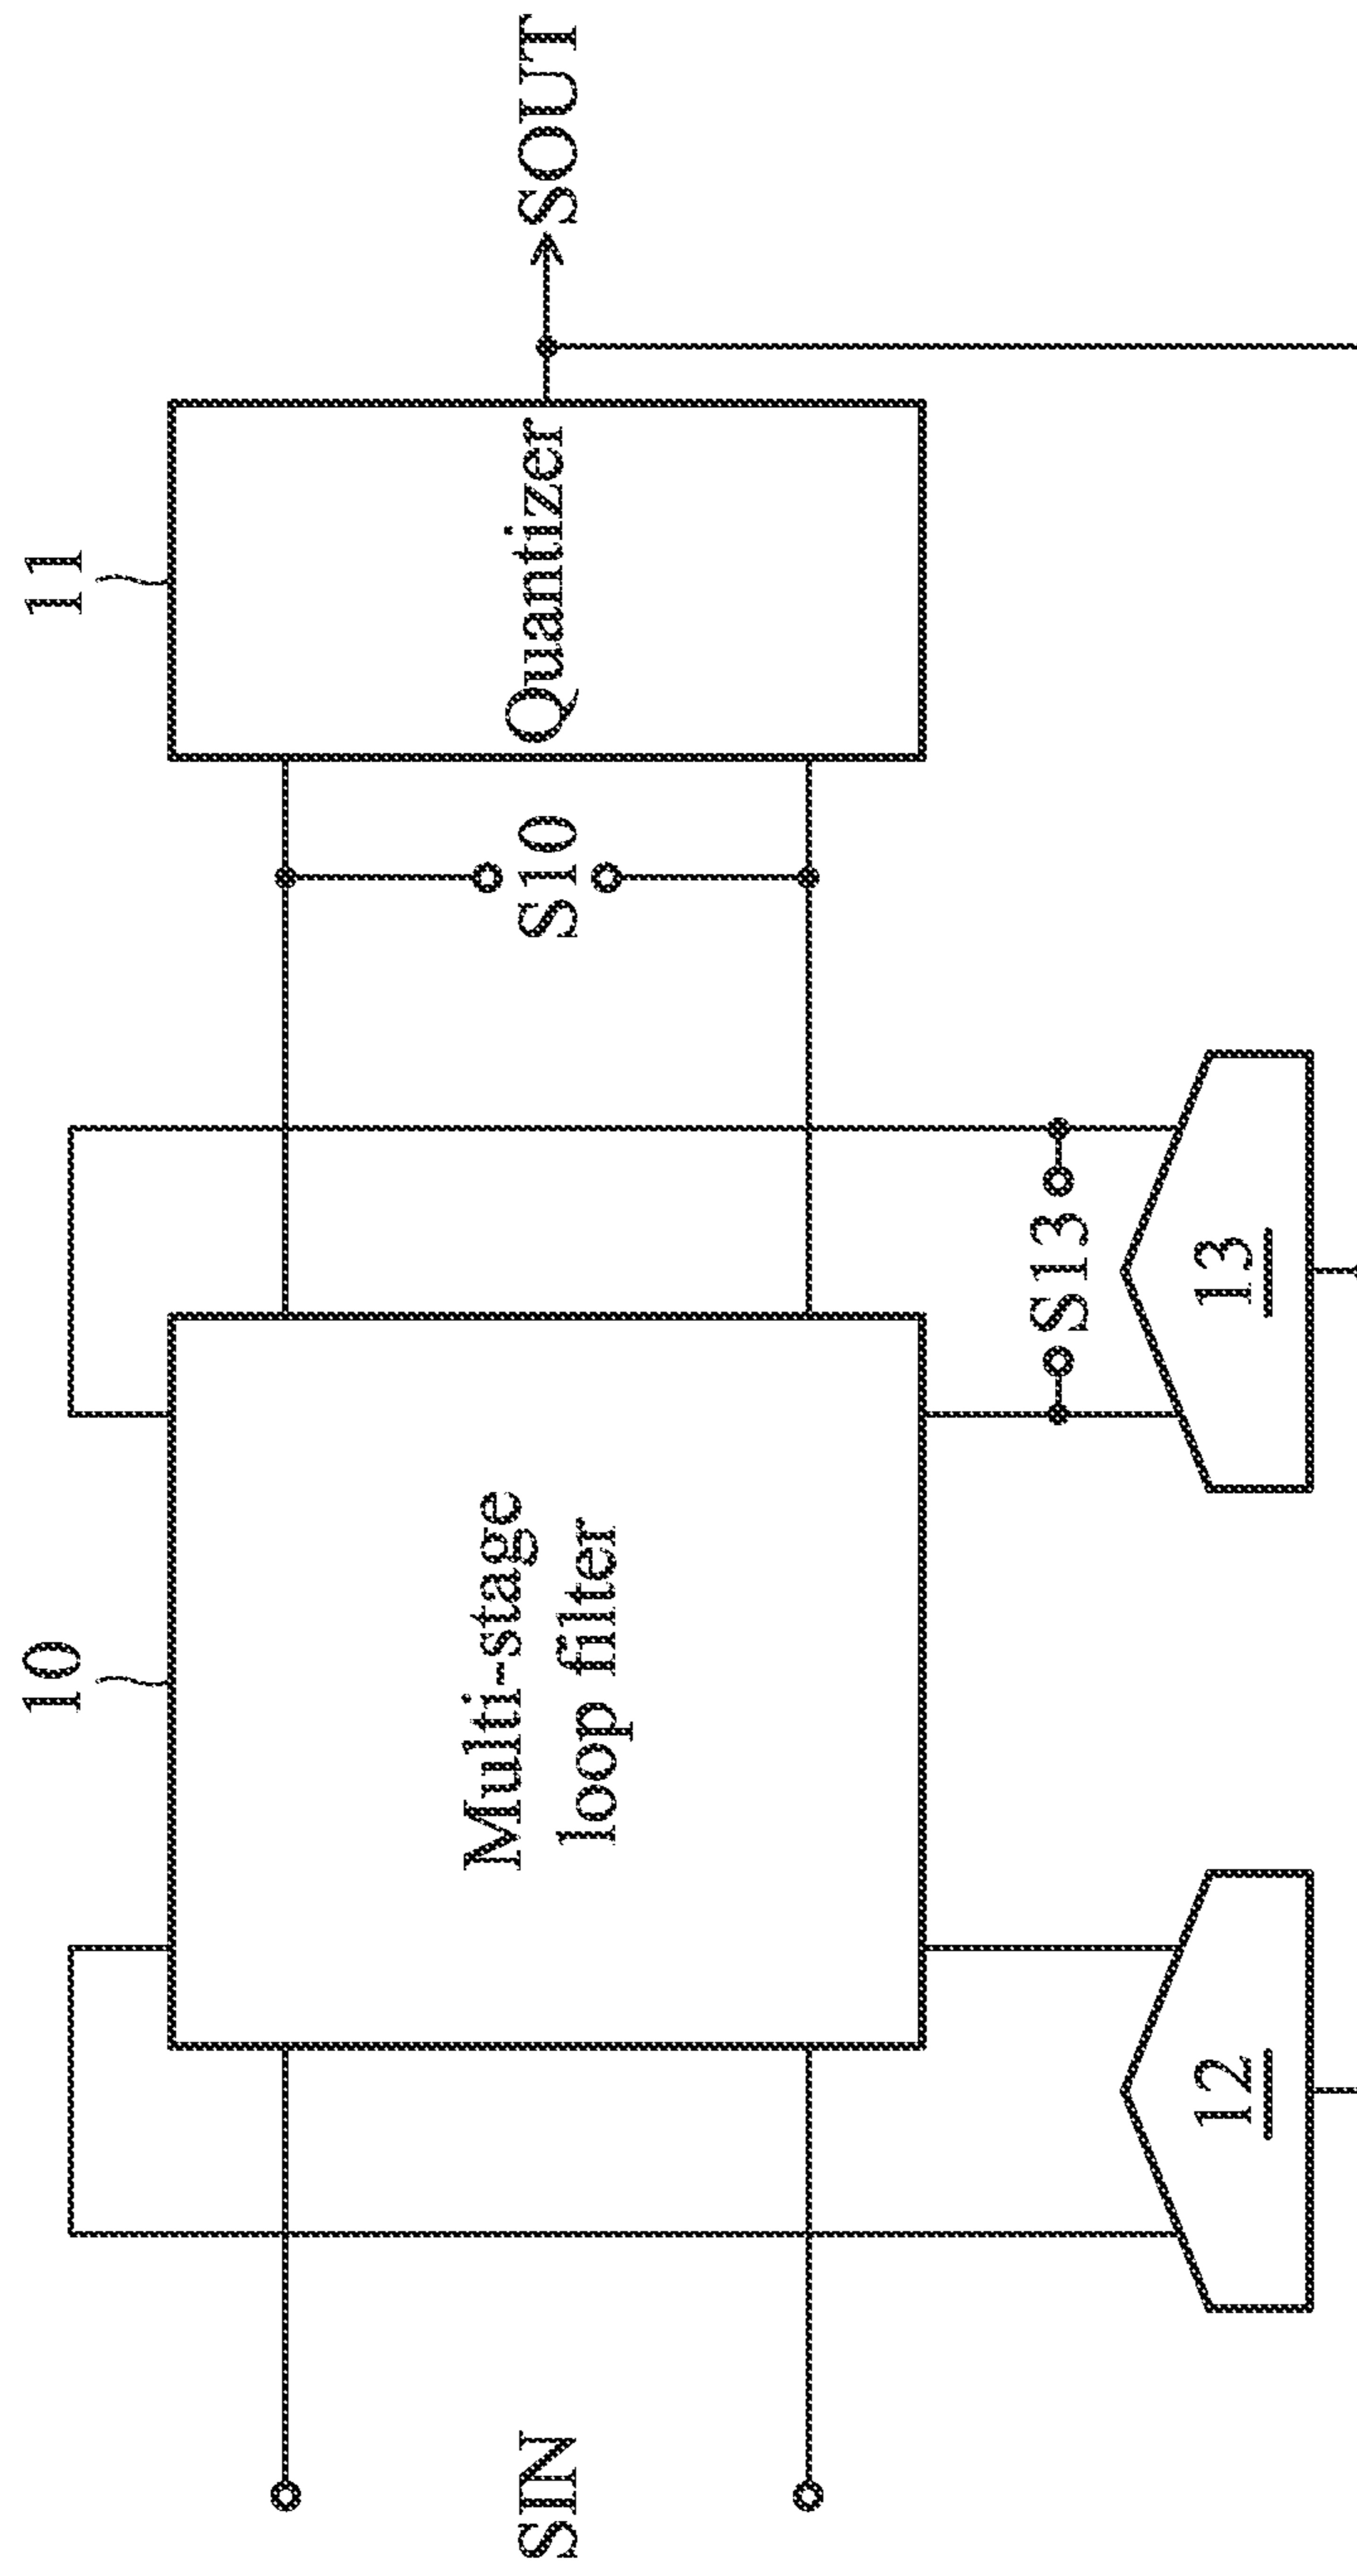 10
11
SIN
Multi-stage
loop filter
S10
Quantizer
SOUT
S13
12
13